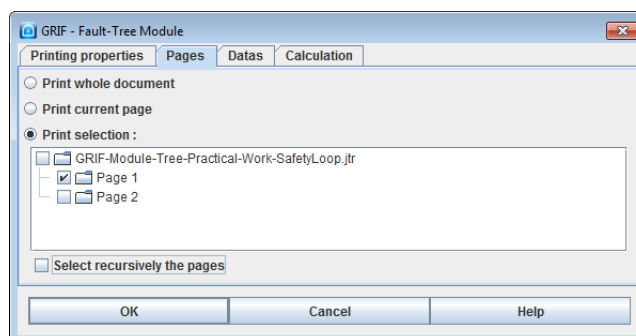 GRIF - Fault-Tree Module
Printing properties Pages Datas Calculation
Print whole document
Print current page
Print selection :
GRIF-Module-Tree-Practical-Work-SafetyLoop.jtr
Page 1
Page 2
Select recursively the pages
OK Cancel Help